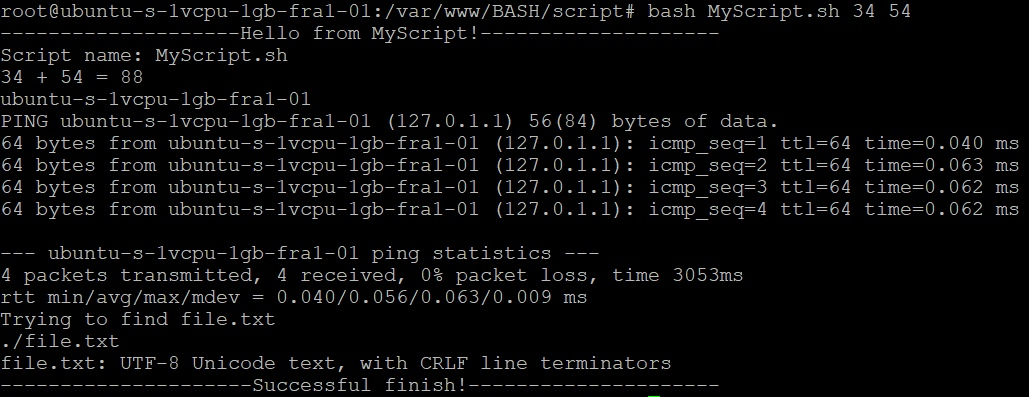 root@ubuntu-s-1vcpu-1gb-fra1-01:/var/www/BASH/script# bash MyScript.sh 34 54
--------------------Hello from MyScript!--------------------
Script name: MyScript.sh
34 + 54 = 88
ubuntu-s-1vcpu-1gb-fra1-01
PING ubuntu-s-1vcpu-1gb-fra1-01 (127.0.1.1) 56(84) bytes of data.
64 bytes from ubuntu-s-1vcpu-1gb-fra1-01 (127.0.1.1): icmp_seq=1 ttl=64 time=0.040 ms
64 bytes from ubuntu-s-1vcpu-1gb-fra1-01 (127.0.1.1): icmp_seq=2 ttl=64 time=0.063 ms
64 bytes from ubuntu-s-1vcpu-1gb-fra1-01 (127.0.1.1): icmp_seq=3 ttl=64 time=0.062 ms
64 bytes from ubuntu-s-1vcpu-1gb-fra1-01 (127.0.1.1): icmp_seq=4 ttl=64 time=0.062 ms
--- ubuntu-s-1vcpu-1gb-fra1-01 ping statistics ---
4 packets transmitted, 4 received, 0% packet loss, time 3053ms
rtt min/avg/max/mdev = 0.040/0.056/0.063/0.009 ms
Trying to find file.txt
./file.txt
file.txt: UTF-8 Unicode text, with CRLF line terminators
---------------------Successful finish!---------------------